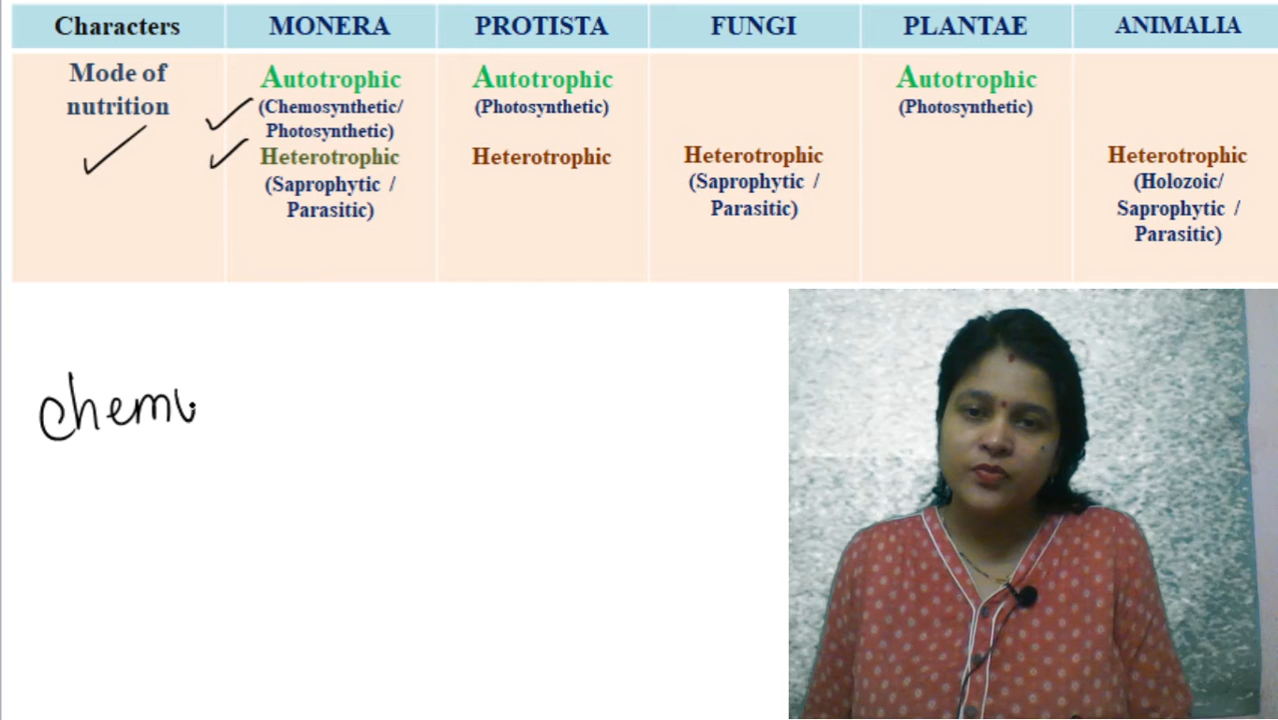 Characters MONERA PROTISTA FUNGI PLANTAE ANIMALIA
Mode of
nutrition
Autotrophic
(Chemosynthetic/
Photosynthetic)
Heterotrophic
(Saprophytic /
Parasitic)
Autotrophic
(Photosynthetic)
Heterotrophic
Heterotrophic
(Saprophytic /
Parasitic)
Autotrophic
(Photosynthetic)
Heterotrophic
(Holozoic/
Saprophytic /
Parasitic)